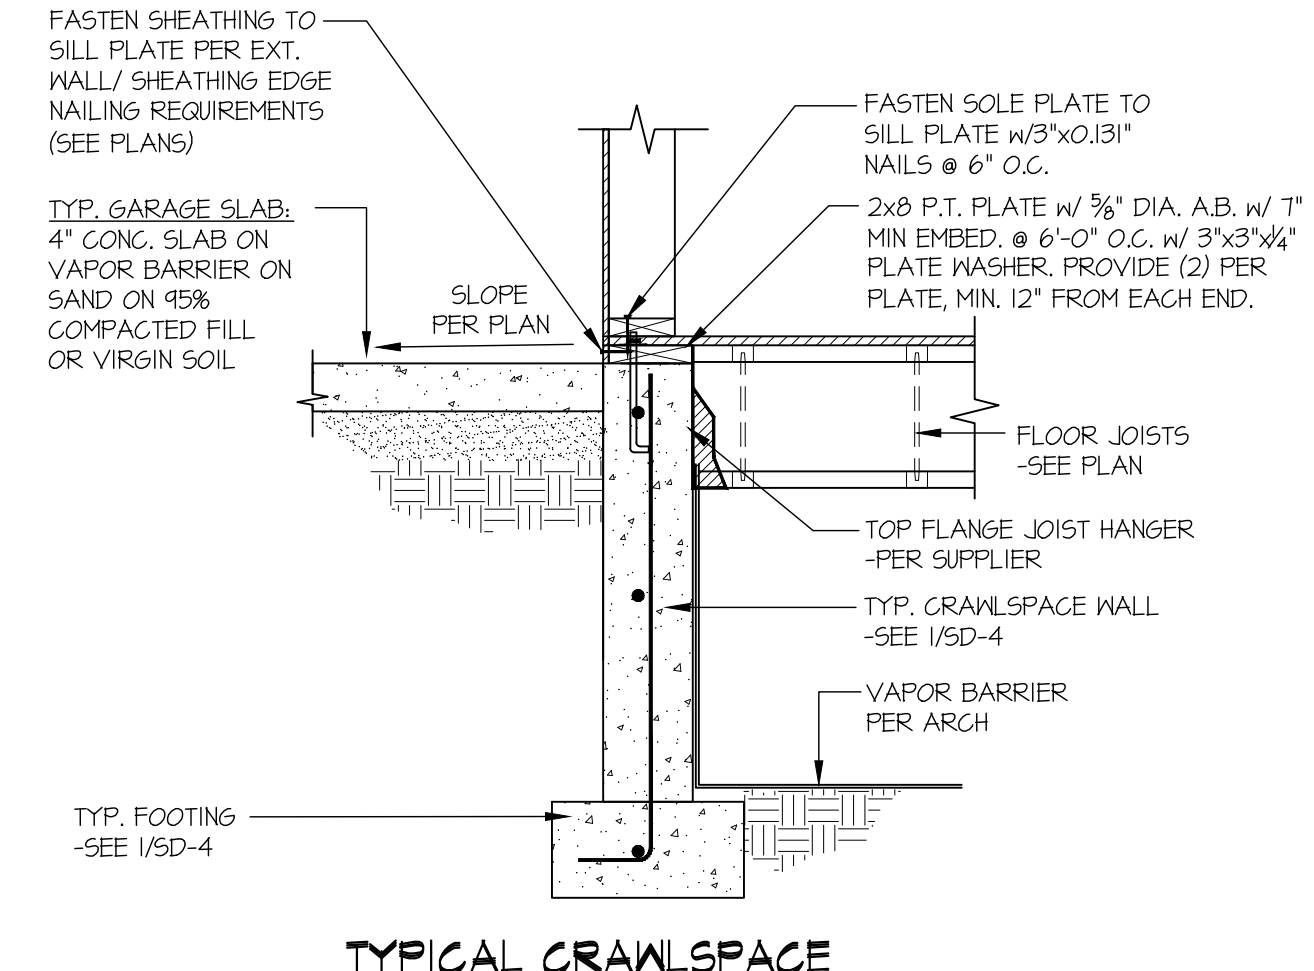 FASTEN SHEATHING TO
SILL PLATE PER EXT.
WALL/ SHEATHING EDGE
NAILING REQUIREMENTS
(SEE PLANS)
FASTEN SOLE PLATE TO
SILL PLATE w/3"x0.131"
NAILS @ 6" O.C.
TYP. GARAGE SLAB:
4" CONC. SLAB ON
VAPOR BARRIER ON
SAND ON 95%
COMPACTED FILL
OR VIRGIN SOIL
SLOPE
PER PLAN
2x8 P.T. PLATE w/ 5/8" DIA. A.B. w/ 7"
MIN EMBED. @ 6'-0" O.C. w/ 3"x3"x1/4"
PLATE WASHER. PROVIDE (2) PER
PLATE, MIN. 12" FROM EACH END.
FLOOR JOISTS
-SEE PLAN
TOP FLANGE JOIST HANGER
-PER SUPPLIER
TYP. CRAWLSPACE WALL
-SEE 1/SD-4
VAPOR BARRIER
PER ARCH
TYP. FOOTING
-SEE 1/SD-4
TYPICAL CRAWLSPACE